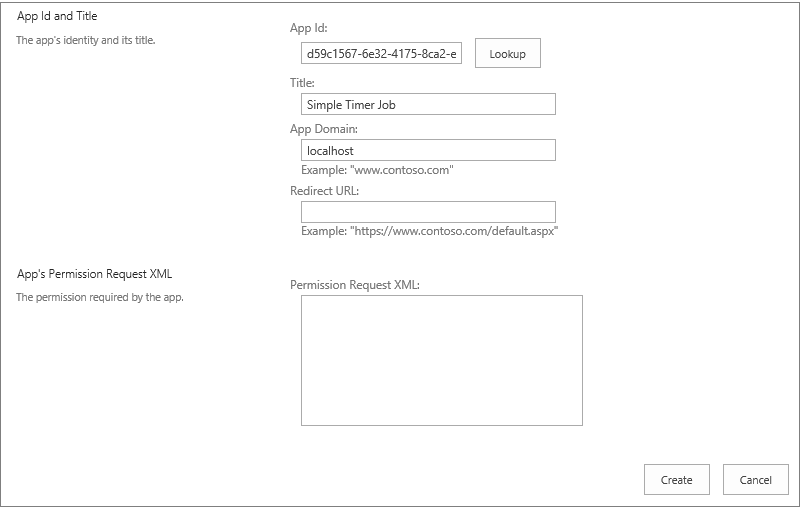 App Id and Title
The app's identity and its title.
App Id:
d59c1567-6e32-4175-8ca2-e
Lookup
Title:
Simple Timer Job
App Domain:
localhost
Example: "www.contoso.com"
Redirect URL:
Example: "https://www.contoso.com/default.aspx"
App's Permission Request XML
The permission required by the app.
Permission Request XML:
Create
Cancel